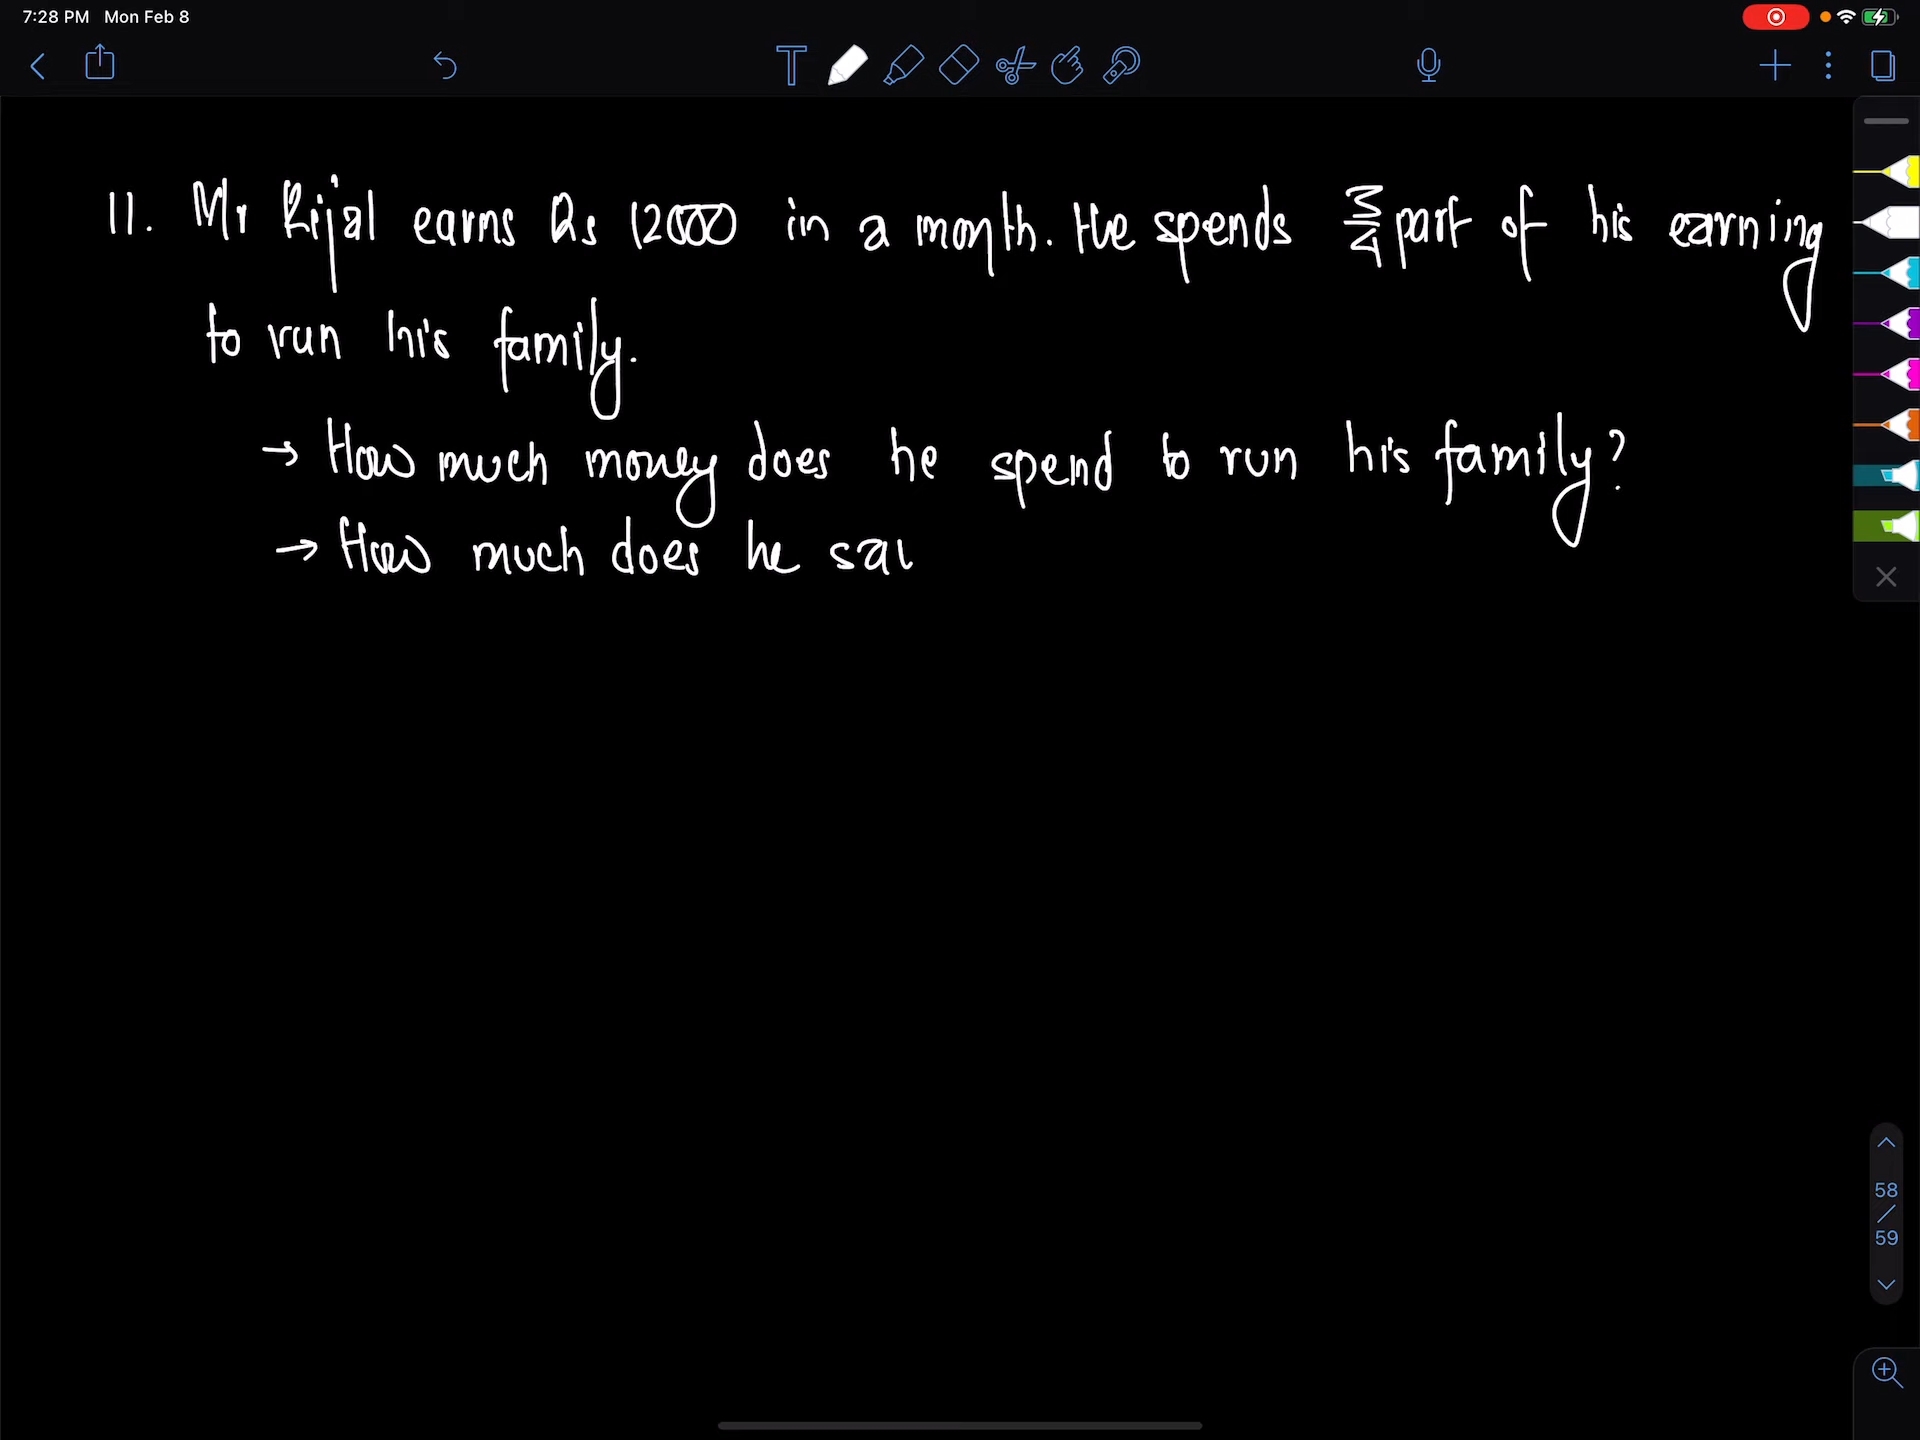 7:28 PM Mon Feb 8
11. Mr Rijal earns Rs 12000 in a month. He spends 3/4 part of his earning
to run his family.
→ How much money does he spend to run his family?
→ How much does he sav
58
/
59